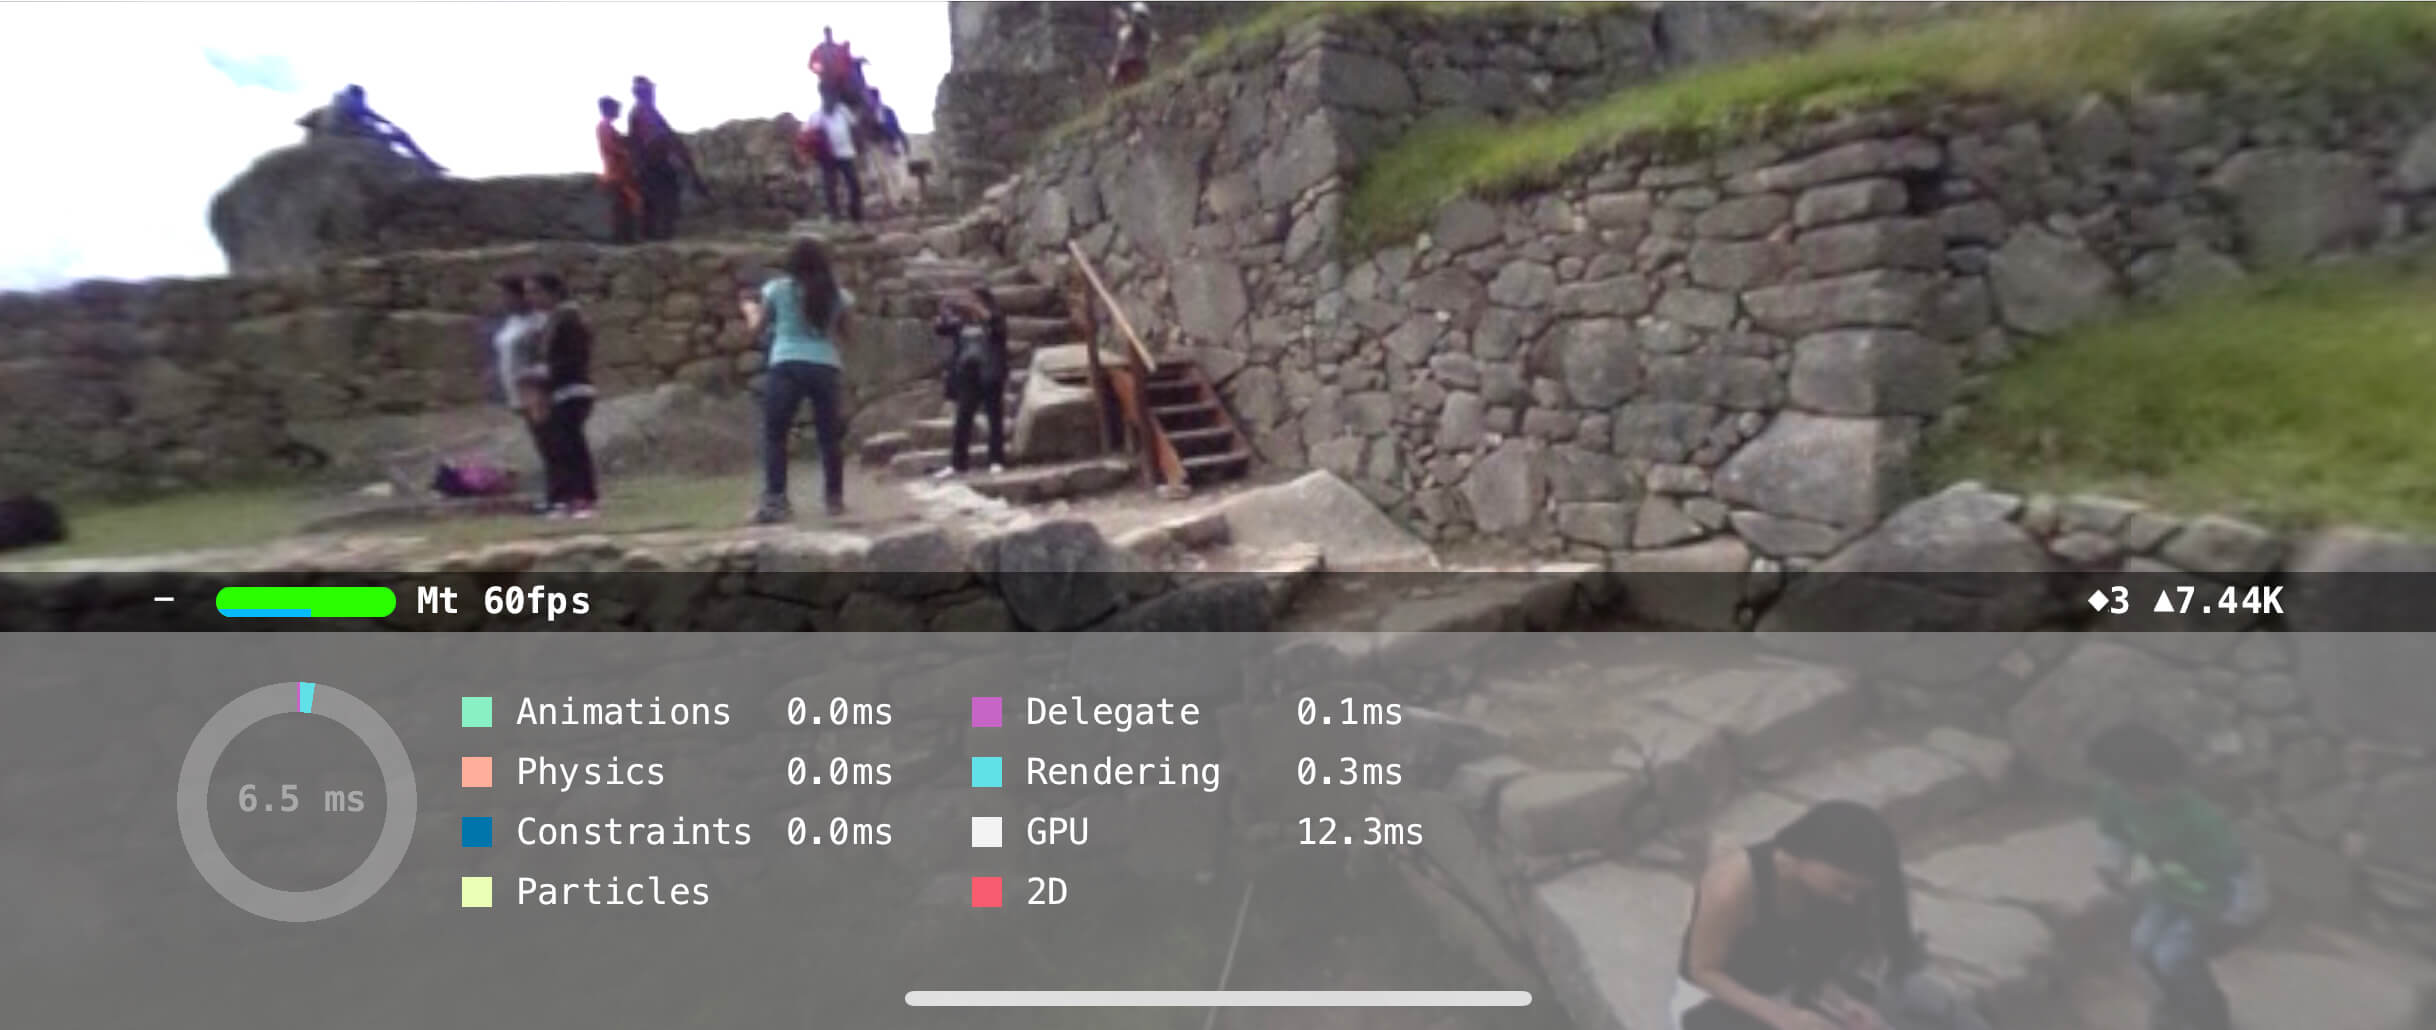 − Mt 60fps ◆3 ▲7.44K
Animations 0.0ms Delegate 0.1ms
Physics 0.0ms Rendering 0.3ms
6.5 ms
Constraints 0.0ms GPU 12.3ms
Particles 2D